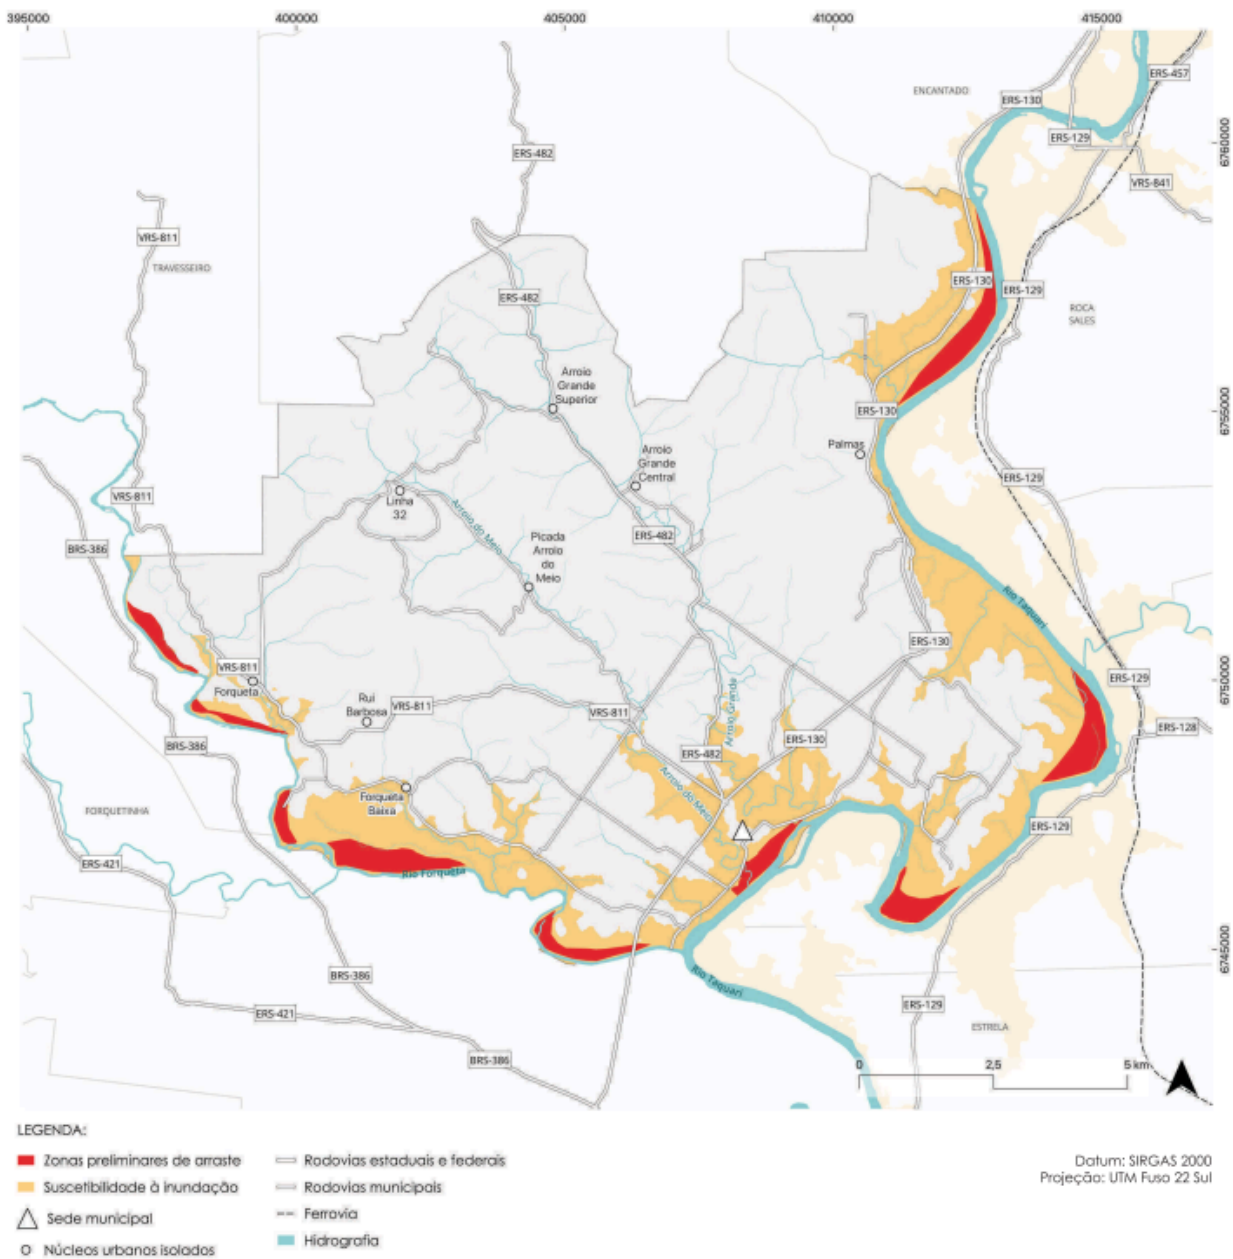 395000
400000
405000
410000
415000
ERS-457
ENCANTADO
ERS-130
ERS-129
6760000
ERS-482
VRS-841
VRS-811
TRAVESSEIRO
ERS-130
ERS-129
ERS-482
ROCA
SALES
Arroio
Grande
Superior
ERS-130
6755000
Palmas
Arroio
Grande
Central
ERS-129
VRS-811
Linha
32
Arroio do Meio
ERS-482
BRS-386
Picada
Arroio
do
Meio
Rio Taquari
ERS-130
VRS-811
Forqueta
ERS-129
6750000
Rui
Barbosa
VRS-811
VRS-811
Arroio Grande
ERS-128
BRS-386
ERS-482
ERS-130
Arroio do Meio
Forqueta
Baixa
FORQUETINHA
ERS-129
ERS-421
Rio Forqueta
6745000
BRS-386
Rio Taquari
ERS-129
ERS-421
ESTRELA
BRS-386
0
2,5
5 km
LEGENDA:
Zonas preliminares de arraste
Suscetibilidade à inundação
Sede municipal
Núcleos urbanos isolados
Rodovias estaduais e federais
Rodovias municipais
Ferrovia
Hidrografia
Datum: SIRGAS 2000
Projeção: UTM Fuso 22 Sul